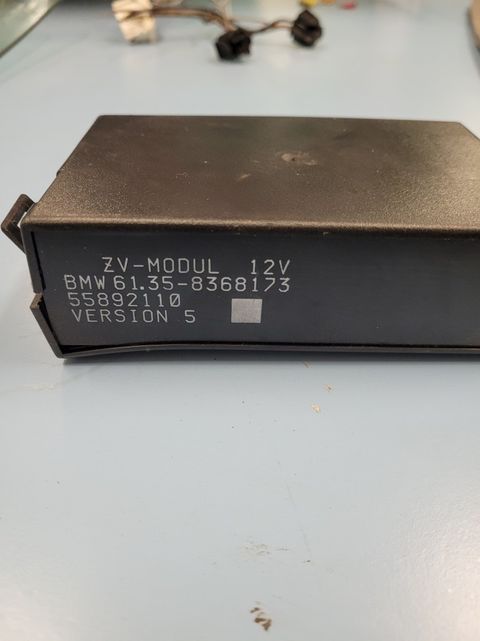 ZV-MODUL 12V
BMW 61.35-8368173
55892110
VERSION 5